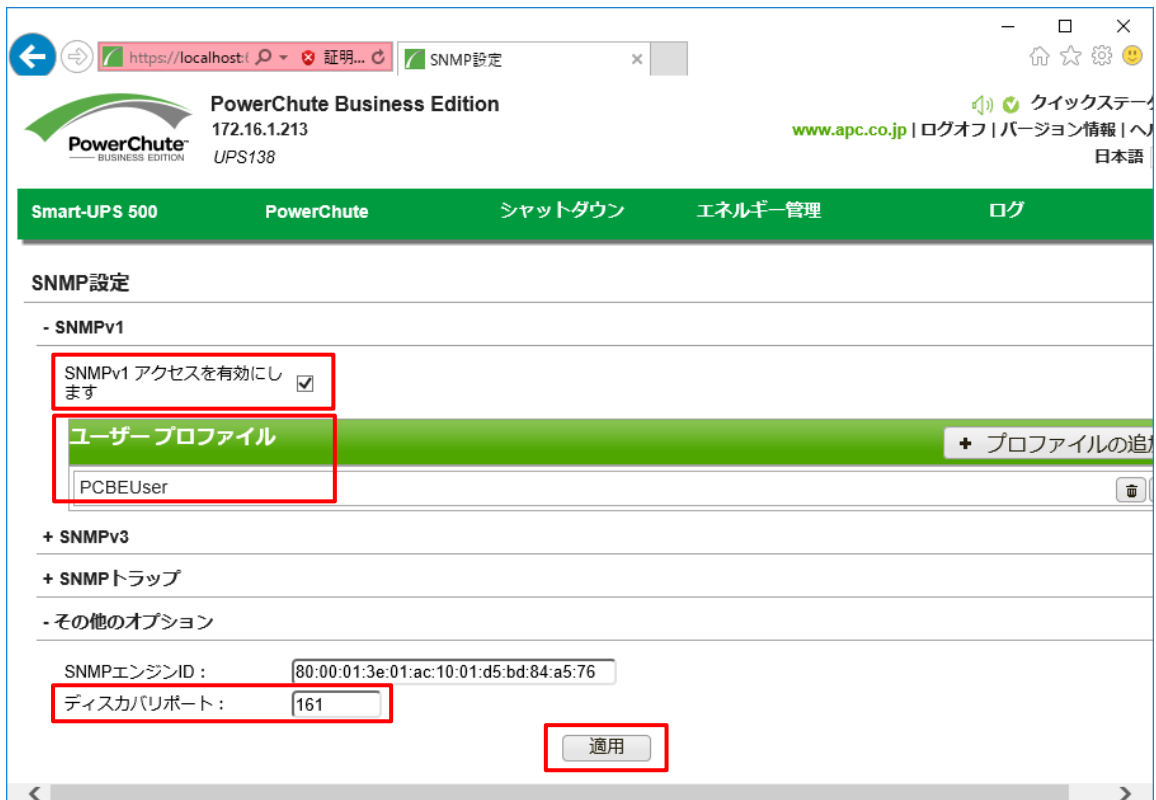 https://localhost:( 証明... SNMP設定
PowerChute Business Edition
172.16.1.213
UPS138
PowerChute™
BUSINESS EDITION
クイックステー
www.apc.co.jp | ログオフ | バージョン情報 |
日本語
Smart-UPS 500 PowerChute シャットダウン エネルギー管理 ログ
SNMP設定
- SNMPv1
SNMPv1 アクセスを有効にし
ます
ユーザー プロファイル
+ プロファイルの追
PCBEUser
+ SNMPv3
+ SNMPトラップ
- その他のオプション
SNMPエンジンID : 80:00:01:3e:01:ac:10:01:d5:bd:84:a5:76
ディスカバリポート : 161
適用